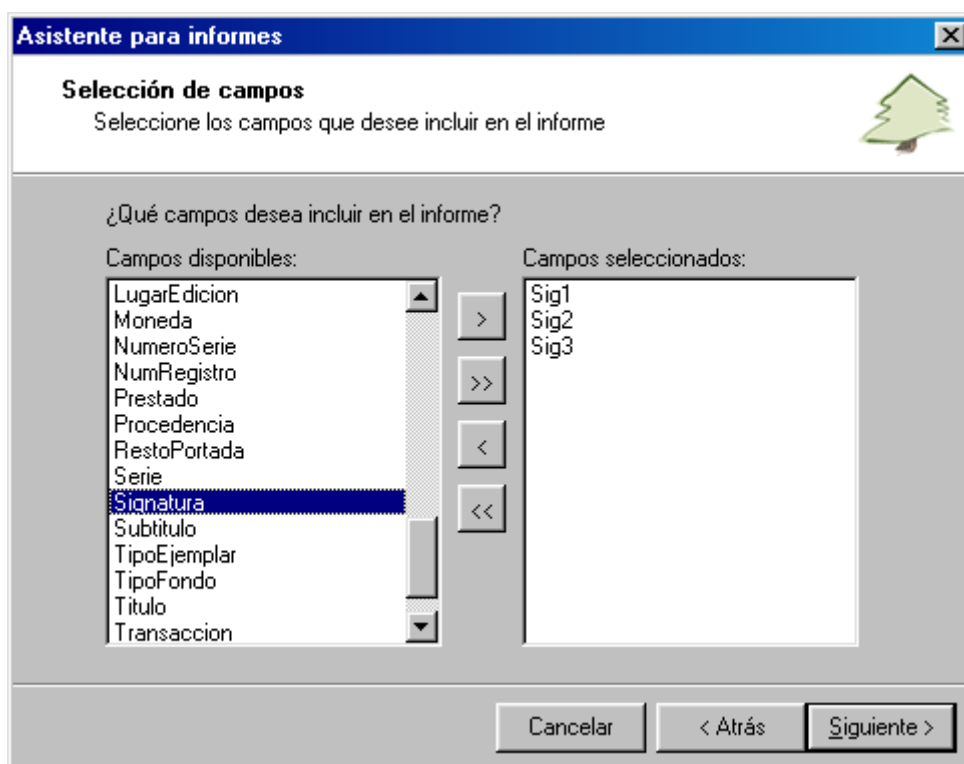 Asistente para informes
Selección de campos
Seleccione los campos que desee incluir en el informe
¿Qué campos desea incluir en el informe?
Campos disponibles:
LugarEdicion
Moneda
NumeroSerie
NumRegistro
Prestado
Procedencia
RestoPortada
Serie
Signatura
Subtitulo
TipoEjemplar
TipoFondo
Titulo
Transaccion
>
>>
<
<<
Campos seleccionados:
Sig1
Sig2
Sig3
Cancelar
< Atrás
Siguiente >